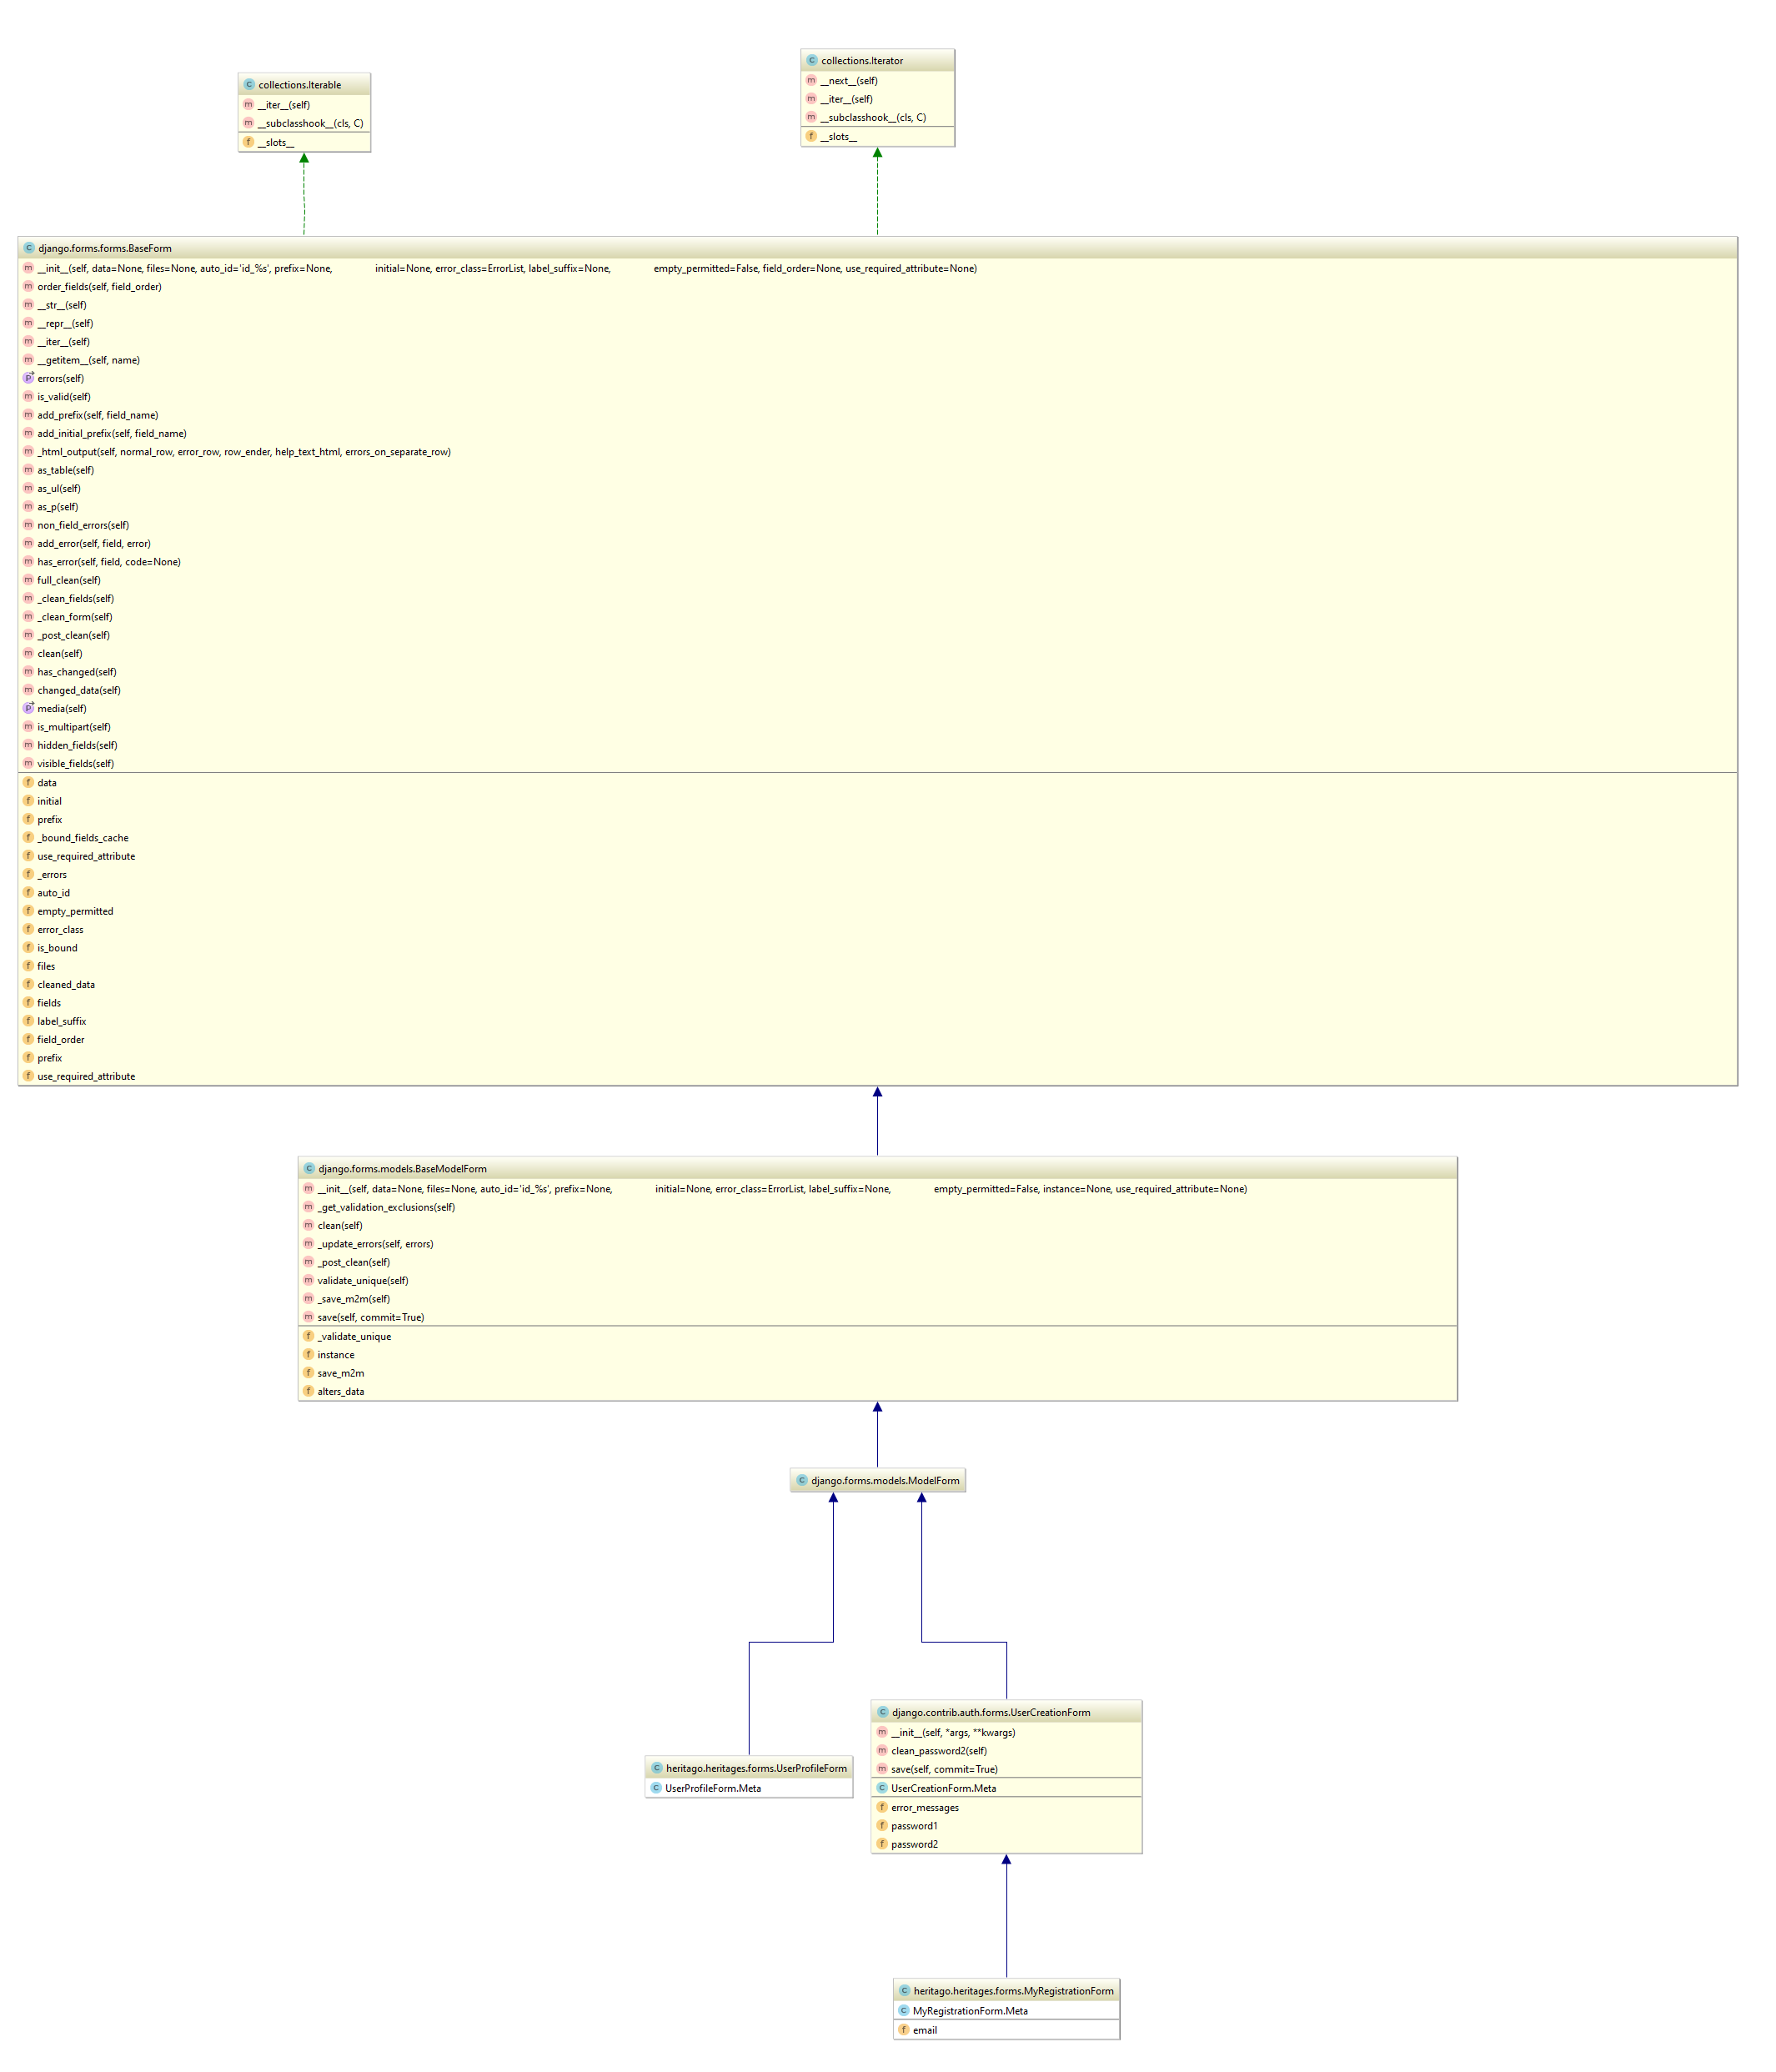 collections.Iterator
__next__(self)
__iter__(self)
__subclasshook__(cls, C)
__slots__
collections.Iterable
__iter__(self)
__subclasshook__(cls, C)
__slots__
django.forms.forms.BaseForm
__init__(self, data=None, files=None, auto_id='id_%s', prefix=None, initial=None, error_class=ErrorList, label_suffix=None, empty_permitted=False, field_order=None, use_required_attribute=None)
order_fields(self, field_order)
__str__(self)
__repr__(self)
__iter__(self)
__getitem__(self, name)
errors(self)
is_valid(self)
add_prefix(self, field_name)
add_initial_prefix(self, field_name)
_html_output(self, normal_row, error_row, row_ender, help_text_html, errors_on_separate_row)
as_table(self)
as_ul(self)
as_p(self)
non_field_errors(self)
add_error(self, field, error)
has_error(self, field, code=None)
full_clean(self)
_clean_fields(self)
_clean_form(self)
_post_clean(self)
clean(self)
has_changed(self)
changed_data(self)
media(self)
is_multipart(self)
hidden_fields(self)
visible_fields(self)
data
initial
prefix
_bound_fields_cache
use_required_attribute
_errors
auto_id
empty_permitted
error_class
is_bound
files
cleaned_data
fields
label_suffix
field_order
prefix
use_required_attribute
django.forms.models.BaseModelForm
__init__(self, data=None, files=None, auto_id='id_%s', prefix=None, initial=None, error_class=ErrorList, label_suffix=None, empty_permitted=False, instance=None, use_required_attribute=None)
_get_validation_exclusions(self)
clean(self)
_update_errors(self, errors)
_post_clean(self)
validate_unique(self)
_save_m2m(self)
save(self, commit=True)
_validate_unique
instance
save_m2m
alters_data
django.forms.models.ModelForm
django.contrib.auth.forms.UserCreationForm
__init__(self, *args, **kwargs)
clean_password2(self)
save(self, commit=True)
UserCreationForm.Meta
error_messages
password1
password2
heritago.heritages.forms.UserProfileForm
UserProfileForm.Meta
heritago.heritages.forms.MyRegistrationForm
MyRegistrationForm.Meta
email